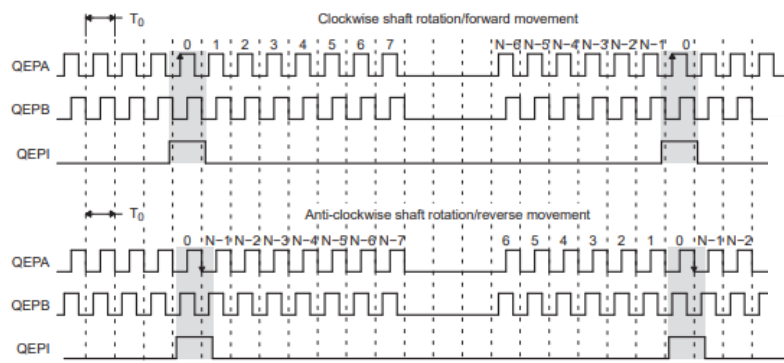 T0 Clockwise shaft rotation/forward movement
0 1 2 3 4 5 6 7 N−6 N−5 N−4 N−3 N−2 N−1 0
QEPA
QEPB
QEPI
T0 Anti-clockwise shaft rotation/reverse movement
0 N−1 N−2 N−3 N−4 N−5 N−6 N−7 6 5 4 3 2 1 0 N−1 N−2
QEPA
QEPB
QEPI